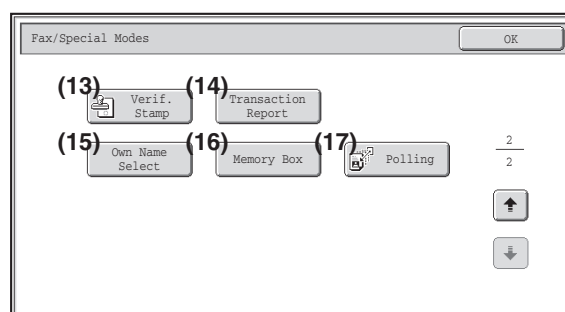 Fax/Special Modes
OK
(13)
Verif.
Stamp
(14)
Transaction
Report
(15)
Own Name
Select
(16)
Memory Box
(17)
Polling
2
2